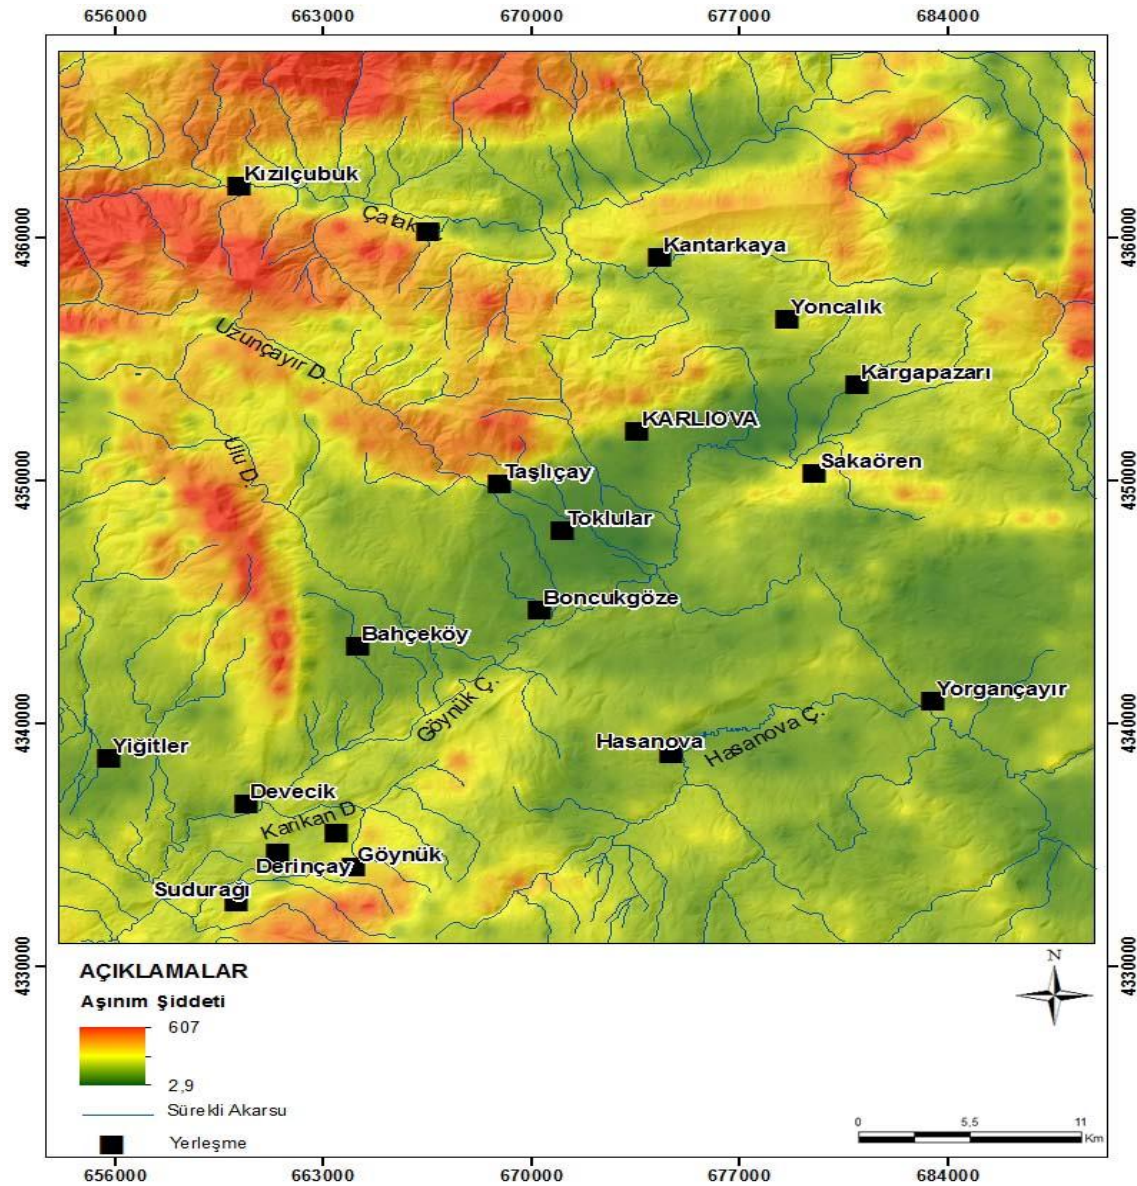 656000 663000 670000 677000 684000
4360000 4360000
4350000 4350000
4340000 4340000
4330000 4330000
Kızılçubuk
Çatak
Kantarkaya
Yoncalık
Uzunçayır D.
Kargapazarı
KARLIOVA
Ulu D.
Sakaören
Taşlıçay
Toklular
Boncukgöze
Bahçeköy
Göynük Ç.
Yorgançayır
Hasanova
Hasanova Ç.
Yiğitler
Devecik
Karikan D
Derinçay
Göynük
Sudurağı
AÇIKLAMALAR
Aşınım Şiddeti
607
2,9
Sürekli Akarsu
Yerleşme
N
0 5,5 11
Km
656000 663000 670000 677000 684000